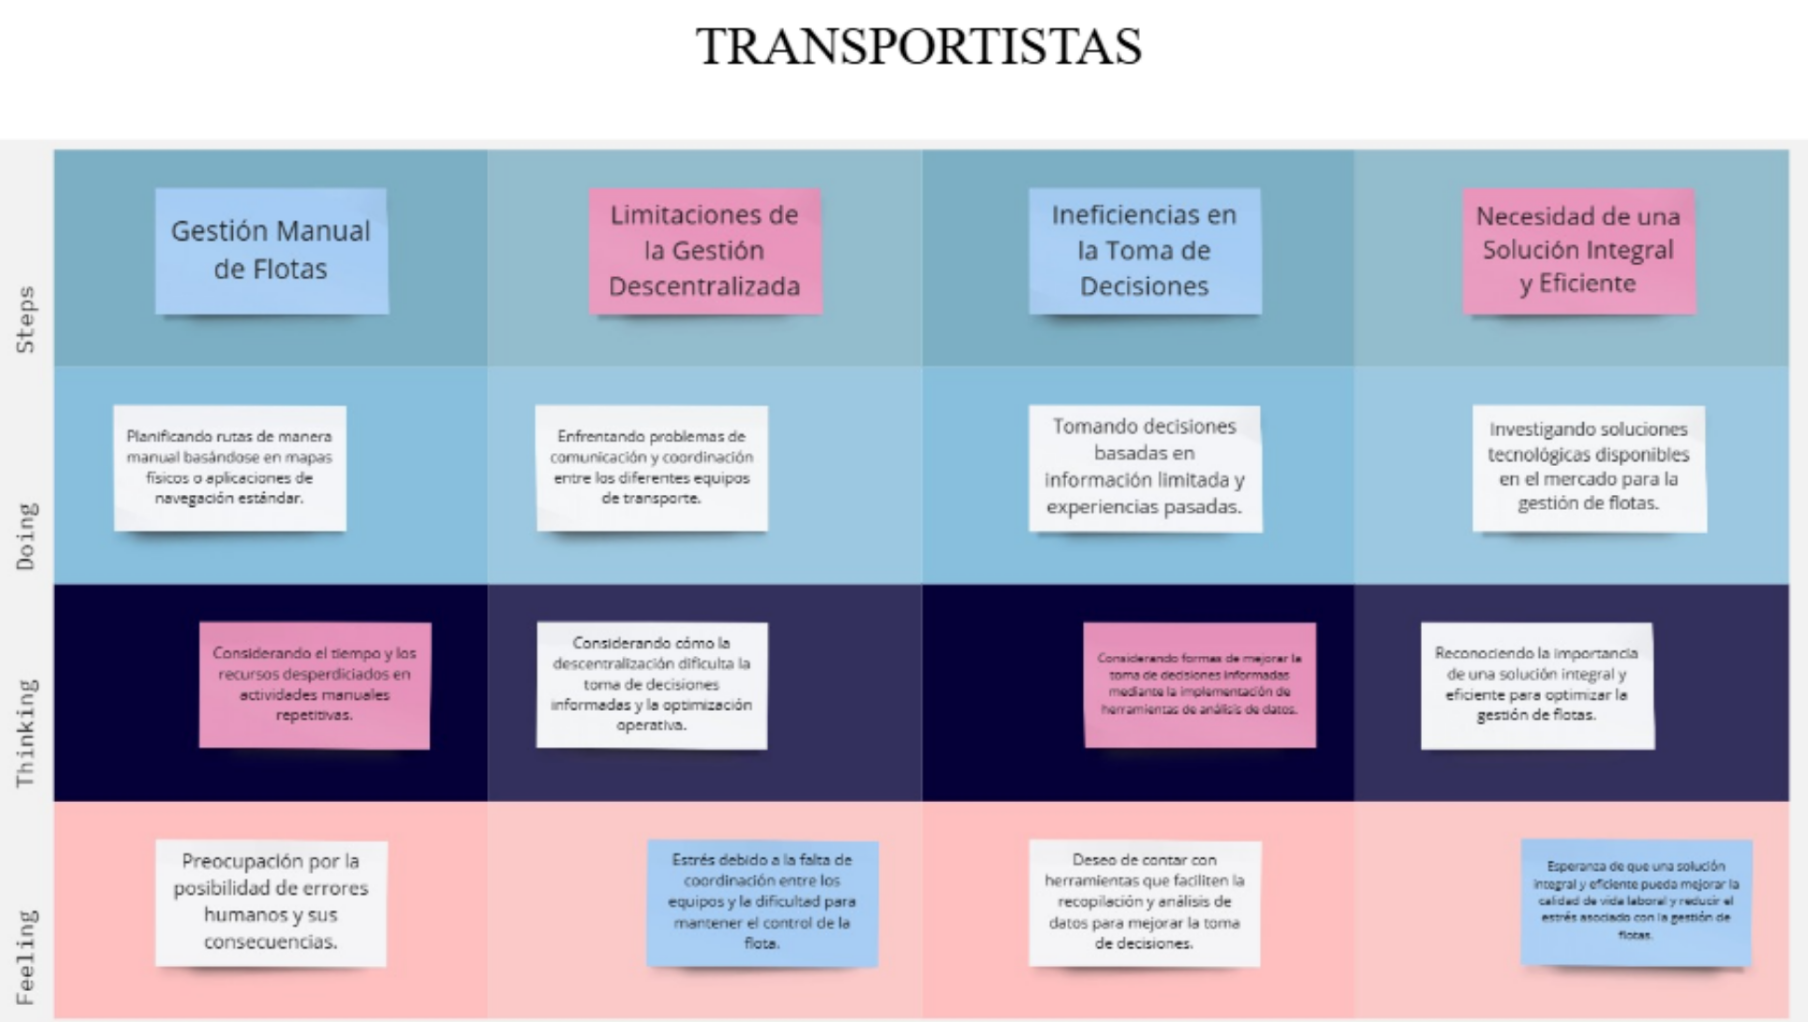 TRANSPORTISTAS
Steps
Gestión Manual
de Flotas
Limitaciones de
la Gestión
Descentralizada
Ineficiencias en
la Toma de
Decisiones
Necesidad de una
Solución Integral
y Eficiente
Doing
Planificando rutas de manera
manual basándose en mapas
físicos o aplicaciones de
navegación estándar.
Enfrentando problemas de
comunicación y coordinación
entre los diferentes equipos
de transporte.
Tomando decisiones
basadas en
información limitada y
experiencias pasadas.
Investigando soluciones
tecnológicas disponibles
en el mercado para la
gestión de flotas.
Thinking
Considerando el tiempo y los
recursos desperdiciados en
actividades manuales
repetitivas.
Considerando cómo la
descentralización dificulta la
toma de decisiones
informadas y la optimización
operativa.
Considerando formas de mejorar la
toma de decisiones informadas
mediante la implementación de
herramientas de análisis de datos.
Reconociendo la importancia
de una solución integral y
eficiente para optimizar la
gestión de flotas.
Feeling
Preocupación por la
posibilidad de errores
humanos y sus
consecuencias.
Estrés debido a la falta de
coordinación entre los
equipos y la dificultad para
mantener el control de la
flota.
Deseo de contar con
herramientas que faciliten la
recopilación y análisis de
datos para mejorar la toma
de decisiones.
Esperanza de que una solución
integral y eficiente pueda mejorar la
calidad de vida laboral y reducir el
estrés asociado con la gestión de
flotas.